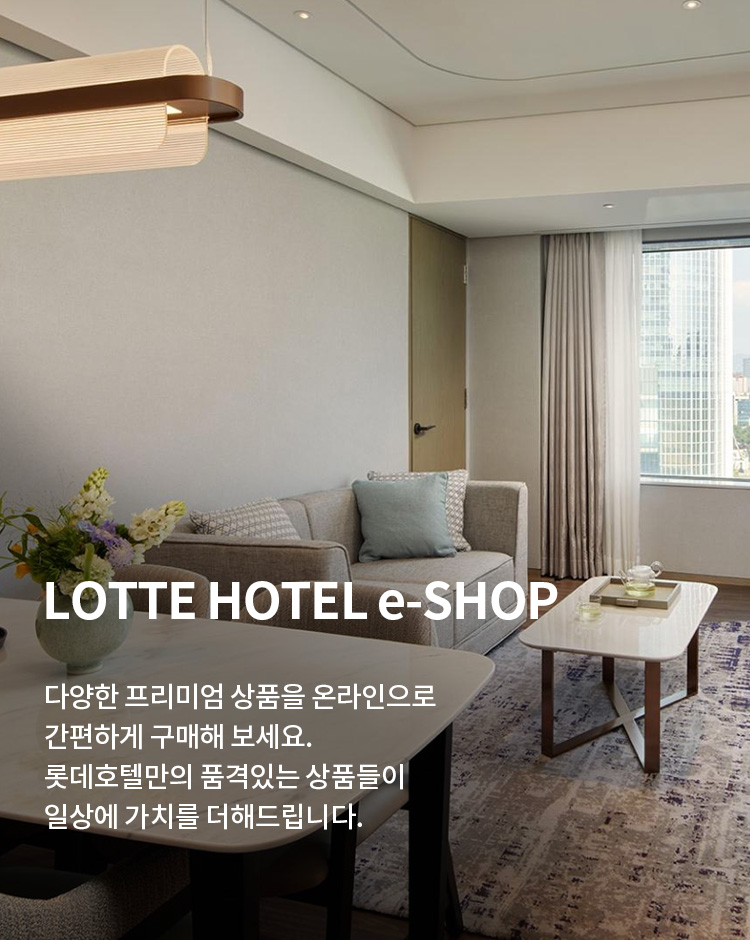 LOTTE HOTEL e-SHOP
다양한 프리미엄 상품을 온라인으로
간편하게 구매해 보세요.
롯데호텔만의 품격있는 상품들이
일상에 가치를 더해드립니다.